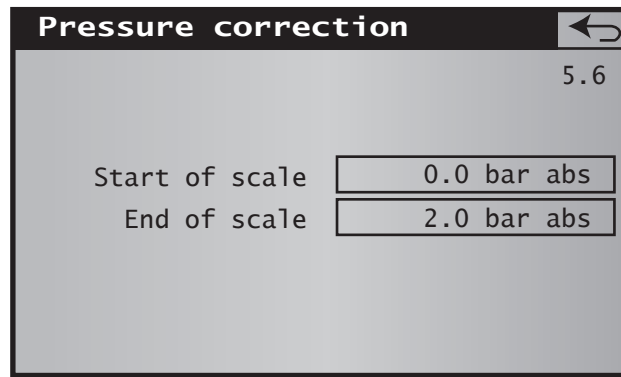 Pressure correction
5.6
Start of scale 0.0 bar abs
End of scale 2.0 bar abs